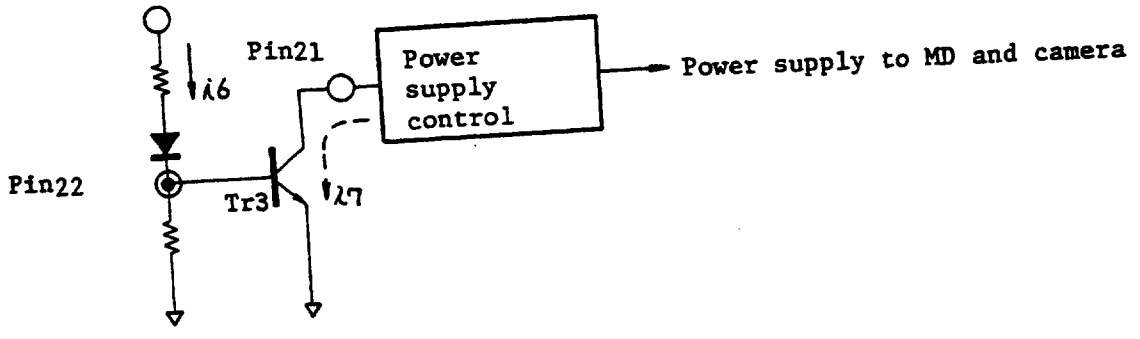 Pin21
Power
supply
control
Power supply to MD and camera
i6
Pin22
Tr3
i7